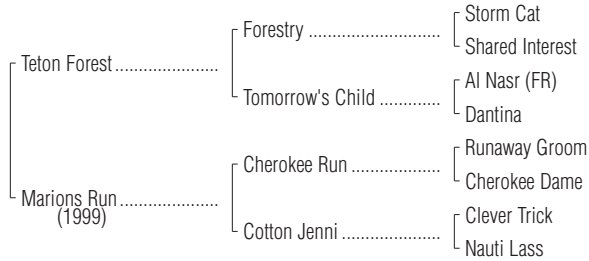 Storm Cat
Forestry ............................
Shared Interest
Teton Forest......................
Al Nasr (FR)
Tomorrow's Child .............
Dantina
Runaway Groom
Cherokee Run ...................
Cherokee Dame
Marions Run.....................
(1999)
Clever Trick
Cotton Jenni .....................
Nauti Lass